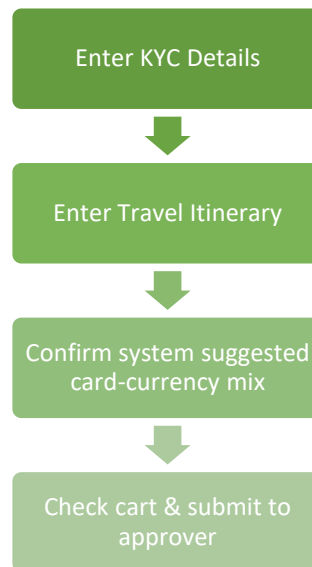 Enter KYC Details
Enter Travel Itinerary
Confirm system suggested
card-currency mix
Check cart & submit to
approver